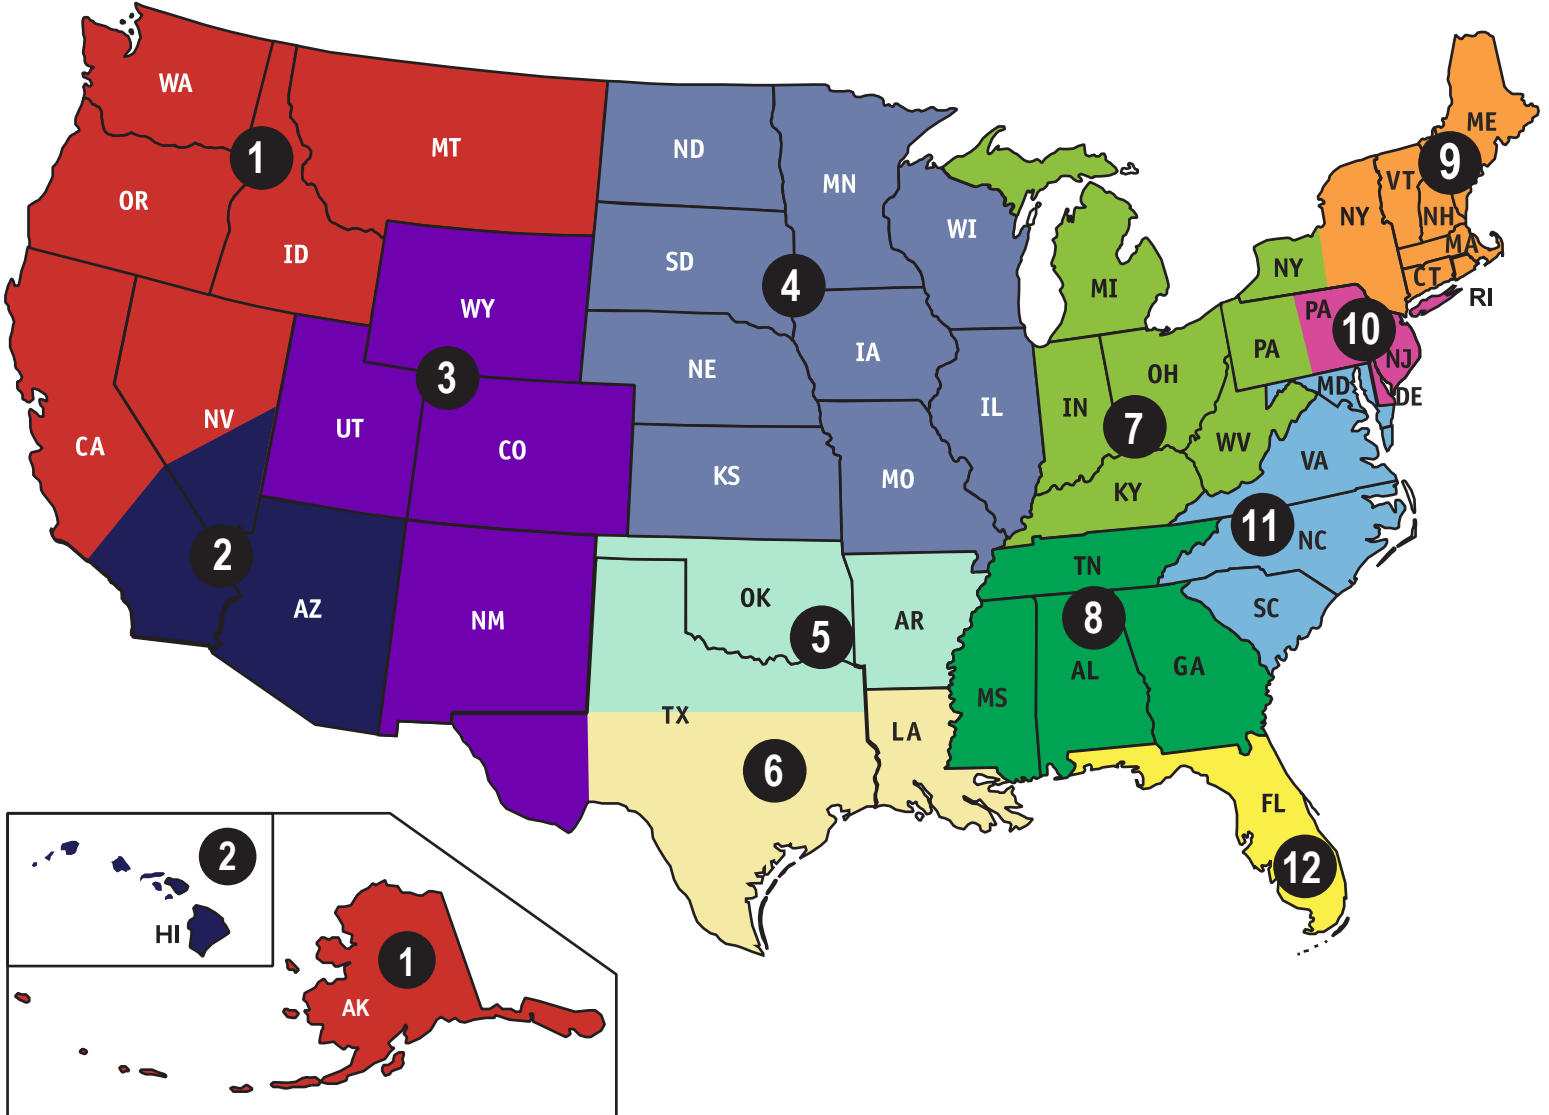 WA
MT
ND
MN
ME
1
9
OR
VT
NY
NH
WI
ID
SD
MA
NY
CT
4
MI
RI
WY
PA
10
IA
PA
NJ
NE
3
OH
MD
DE
IL
IN
NV
UT
7
CA
CO
WV
VA
KS
MO
KY
11
NC
2
TN
OK
AZ
SC
NM
AR
8
5
GA
AL
MS
TX
LA
6
FL
2
12
HI
1
AK